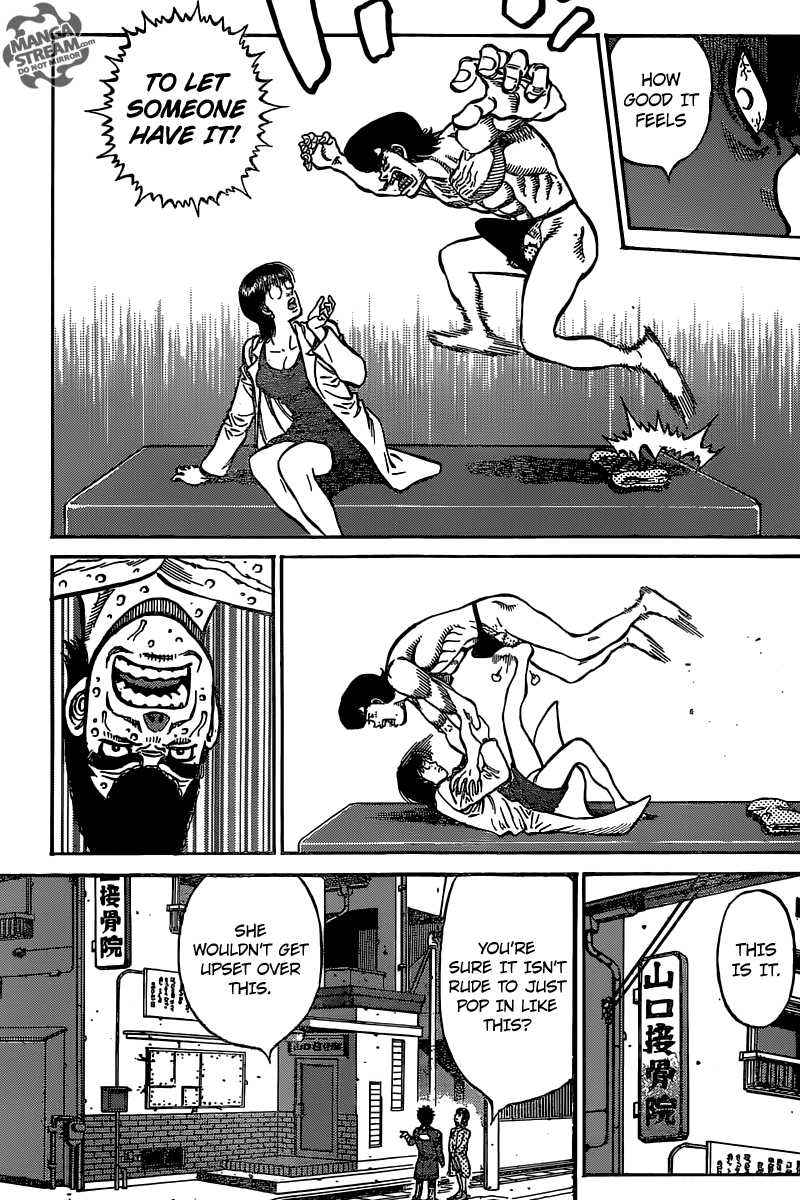 HOW
GOOD IT
FEELS
TO LET
SOMEONE
HAVE IT!
MANGA
STREAM.com
DO NOT MIRROR
THIS
IS IT.
山口接骨院
YOU'RE
SURE IT ISN'T
RUDE TO JUST
POP IN LIKE
THIS?
SHE
WOULDN'T GET
UPSET OVER
THIS.
口接骨院